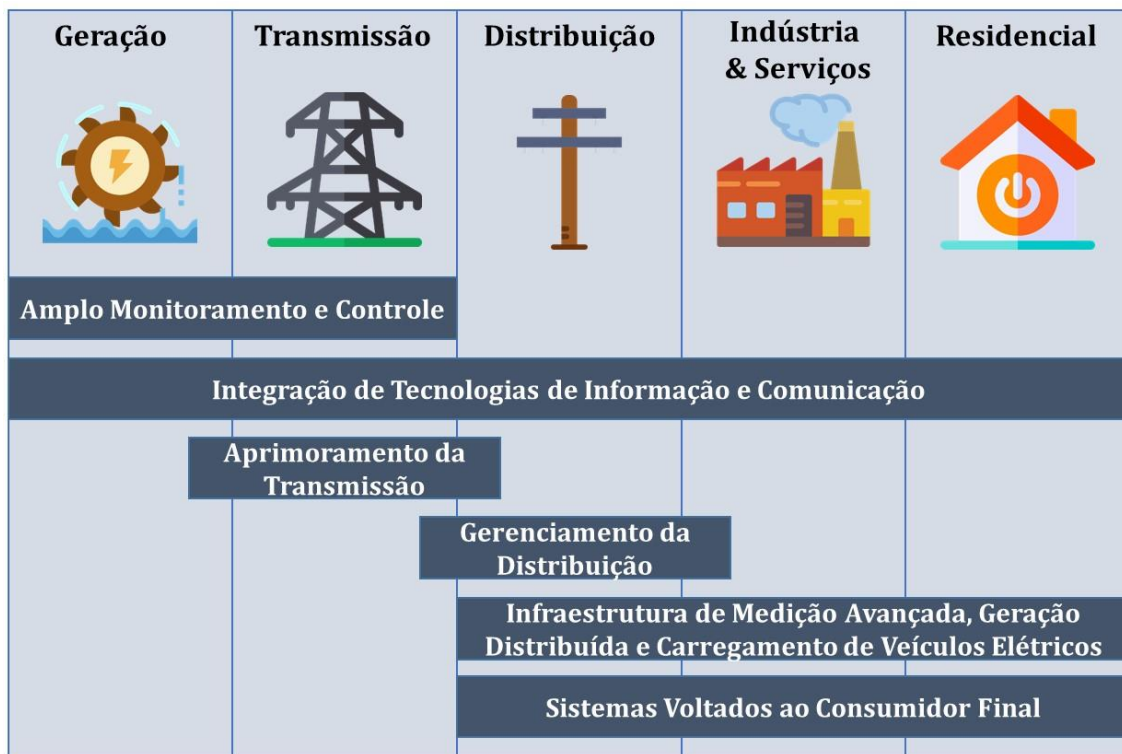 Geração
Transmissão
Distribuição
Indústria
& Serviços
Residencial
Amplo Monitoramento e Controle
Integração de Tecnologias de Informação e Comunicação
Aprimoramento da
Transmissão
Gerenciamento da
Distribuição
Infraestrutura de Medição Avançada, Geração
Distribuída e Carregamento de Veículos Elétricos
Sistemas Voltados ao Consumidor Final